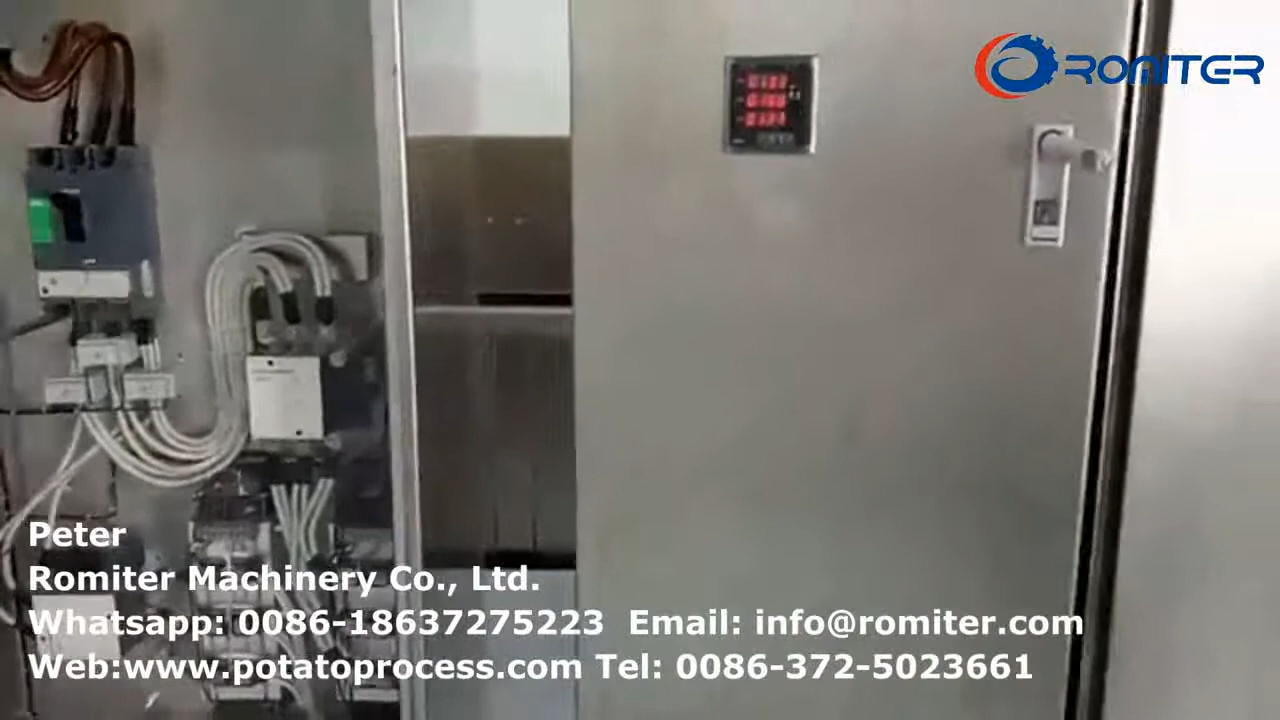 ROMITER
Peter
Romiter Machinery Co., Ltd.
Whatsapp: 0086-18637275223 Email: info@romiter.com
Web:www.potatoprocess.com Tel: 0086-372-5023661